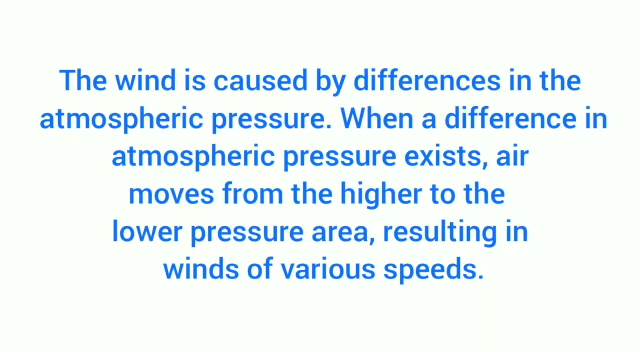 The wind is caused by differences in the
atmospheric pressure. When a difference in
atmospheric pressure exists, air
moves from the higher to the
lower pressure area, resulting in
winds of various speeds.